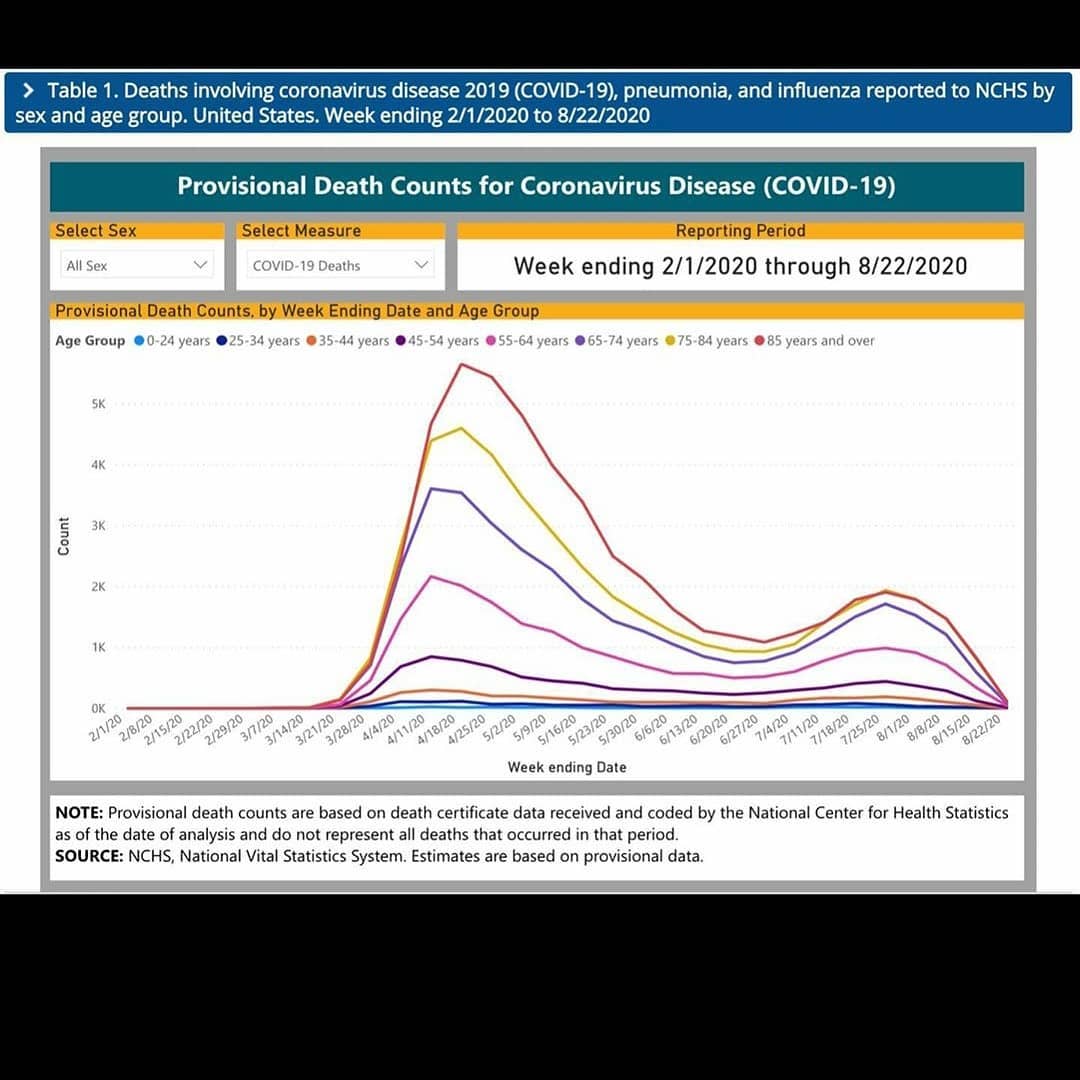 Table 1. Deaths involving coronavirus disease 2019 (COVID-19), pneumonia, and influenza reported to NCHS by
sex and age group. United States. Week ending 2/1/2020 to 8/22/2020
Provisional Death Counts for Coronavirus Disease (COVID-19)
Select Sex
All Sex
Select Measure
COVID-19 Deaths
Reporting Period
Week ending 2/1/2020 through 8/22/2020
Provisional Death Counts, by Week Ending Date and Age Group
Age Group 0-24 years 25-34 years 35-44 years 45-54 years 55-64 years 65-74 years 75-84 years 85 years and over
Count
5K
4K
3K
2K
1K
0K
2/1/20 2/8/20 2/15/20 2/22/20 2/29/20 3/7/20 3/14/20 3/21/20 3/28/20 4/4/20 4/11/20 4/18/20 4/25/20 5/2/20 5/9/20 5/16/20 5/23/20 5/30/20 6/6/20 6/13/20 6/20/20 6/27/20 7/4/20 7/11/20 7/18/20 7/25/20 8/1/20 8/8/20 8/15/20 8/22/20
Week ending Date
NOTE: Provisional death counts are based on death certificate data received and coded by the National Center for Health Statistics
as of the date of analysis and do not represent all deaths that occurred in that period.
SOURCE: NCHS, National Vital Statistics System. Estimates are based on provisional data.